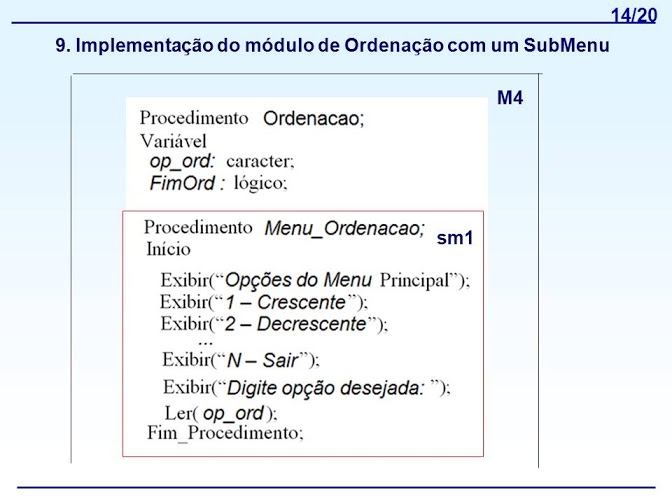 14/20
9. Implementação do módulo de Ordenação com um SubMenu
M4
Procedimento Ordenacao;
Variável
op_ord: caracter;
FimOrd : lógico;
Procedimento Menu_Ordenacao;
sm1
Início
Exibir(“Opções do Menu Principal”);
Exibir(“1 – Crescente”);
Exibir(“2 – Decrescente”);
...
Exibir(“N – Sair”);
Exibir(“Digite opção desejada: ”);
Ler( op_ord );
Fim_Procedimento;